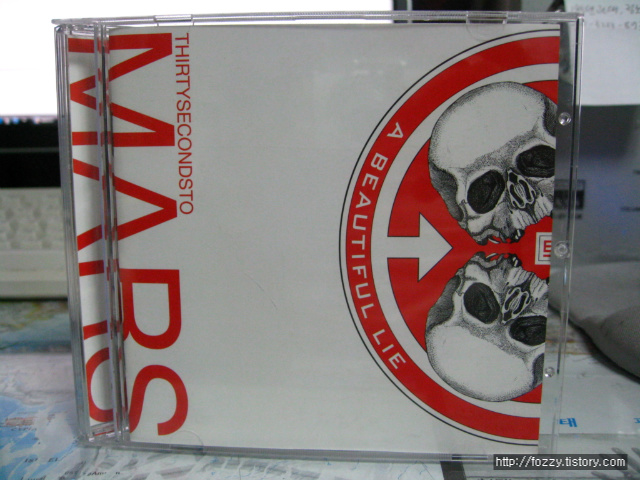 THIRTYSECONDSTO
MARS
A BEAUTIFUL LIE
http://fozzy.tistory.com